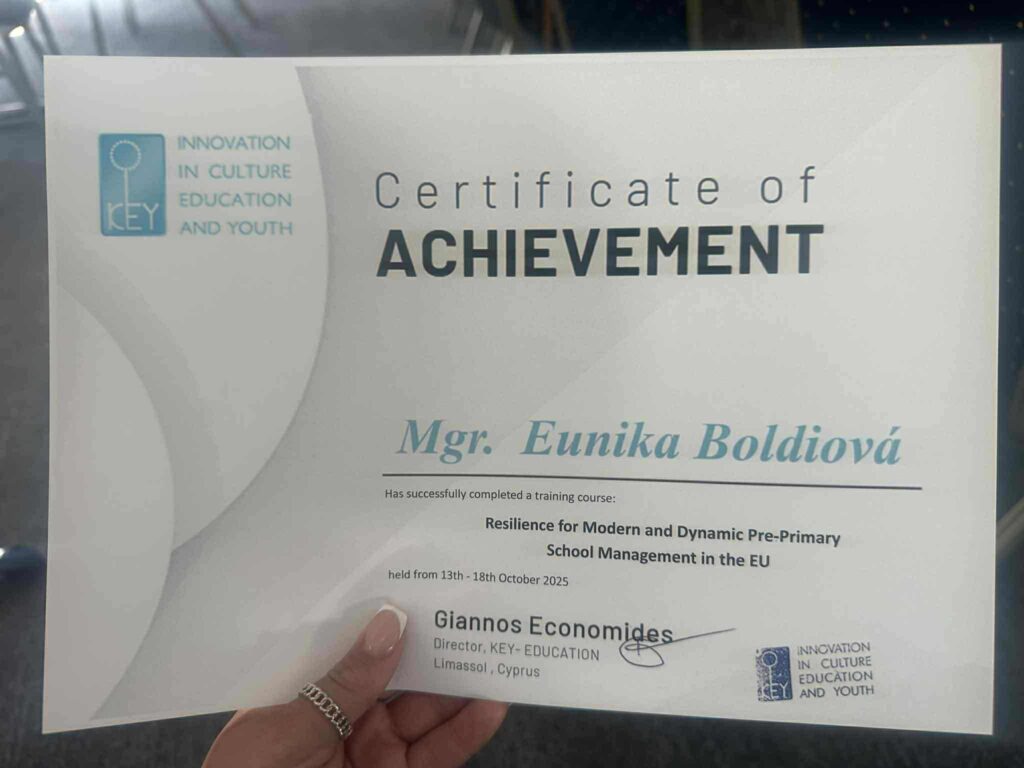 INNOVATION
IN CULTURE
EDUCATION
AND YOUTH
KEY
Certificate of
ACHIEVEMENT
Mgr. Eunika Boldiová
Has successfully completed a training course:
Resilience for Modern and Dynamic Pre-Primary
School Management in the EU
held from 13th - 18th October 2025
Giannos Economides
Director, KEY- EDUCATION
Limassol , Cyprus
KEY
INNOVATION
IN CULTURE
EDUCATION
AND YOUTH